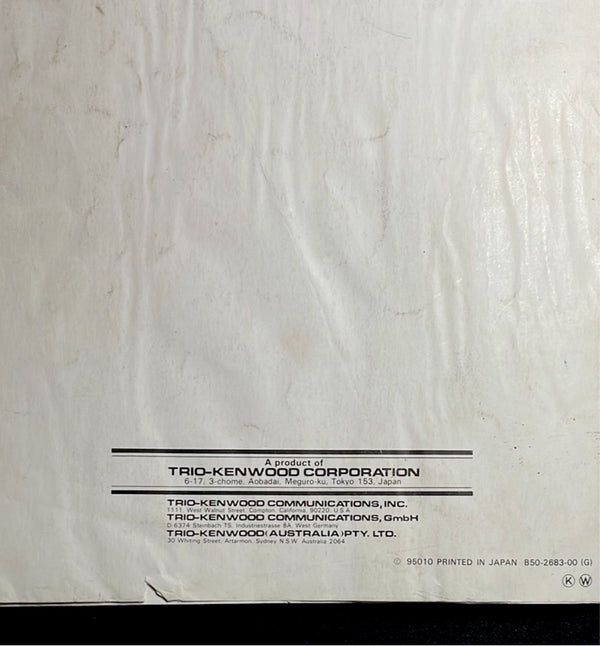 A product of
TRIO-KENWOOD CORPORATION
6-17, 3-chome, Aobadai, Meguro-ku, Tokyo 153, Japan
TRIO-KENWOOD COMMUNICATIONS, INC.
1111, West Walnut Street, Compton, California, 90220, U.S.A.
TRIO-KENWOOD COMMUNICATIONS, GmbH
D-6374 Steinbach TS, Industriestrasse 8A, West Germany
TRIO-KENWOOD (AUSTRALIA) PTY. LTD.
30 Whiting Street, Artarmon, Sydney N.S.W. Australia 2064
© 95010 PRINTED IN JAPAN B50-2683-00 (G)
K W